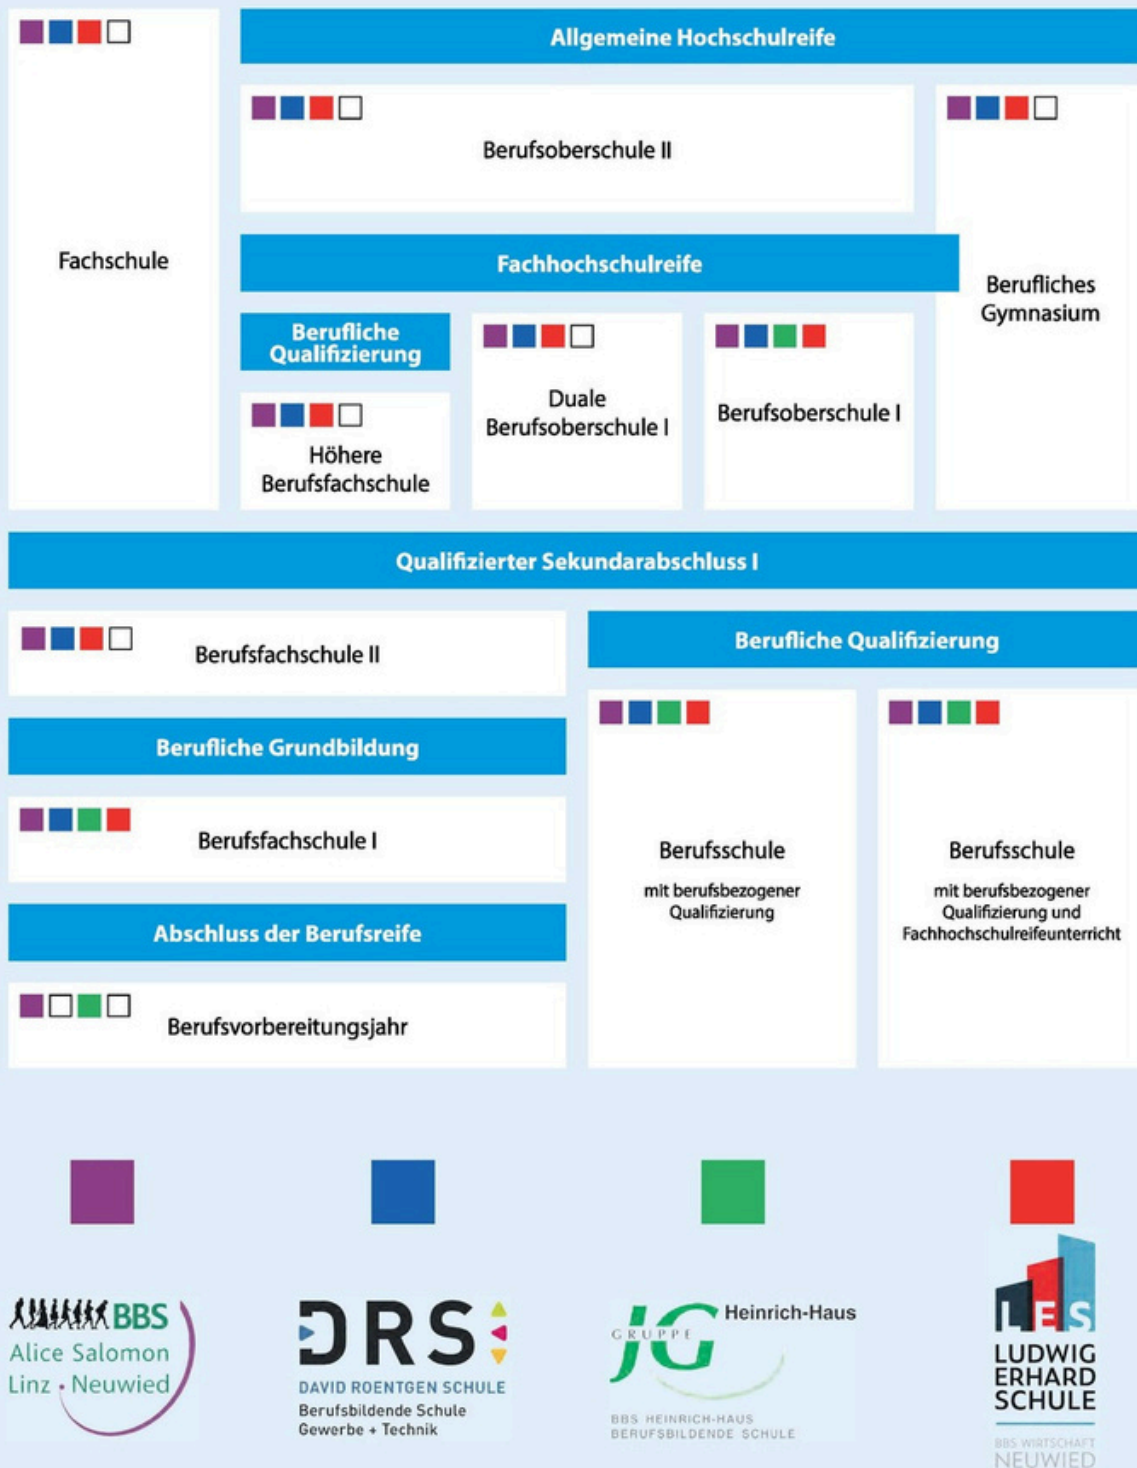 Allgemeine Hochschulreife
Berufsoberschule II
Fachschule
Fachhochschulreife
Berufliches
Gymnasium
Berufliche
Qualifizierung
Duale
Berufsoberschule I
Berufsoberschule I
Höhere
Berufsfachschule
Qualifizierter Sekundarabschluss I
Berufsfachschule II
Berufliche Qualifizierung
Berufliche Grundbildung
Berufsfachschule I
Berufsschule
mit berufsbezogener
Qualifizierung
Berufsschule
mit berufsbezogener
Qualifizierung und
Fachhochschulreifeunterricht
Abschluss der Berufsreife
Berufsvorbereitungsjahr
BBS
Alice Salomon
Linz • Neuwied
DRS
DAVID ROENTGEN SCHULE
Berufsbildende Schule
Gewerbe + Technik
JG Heinrich-Haus
GRUPPE
BBS HEINRICH-HAUS
BERUFSBILDENDE SCHULE
LES
LUDWIG
ERHARD
SCHULE
BBS WIRTSCHAFT
NEUWIED